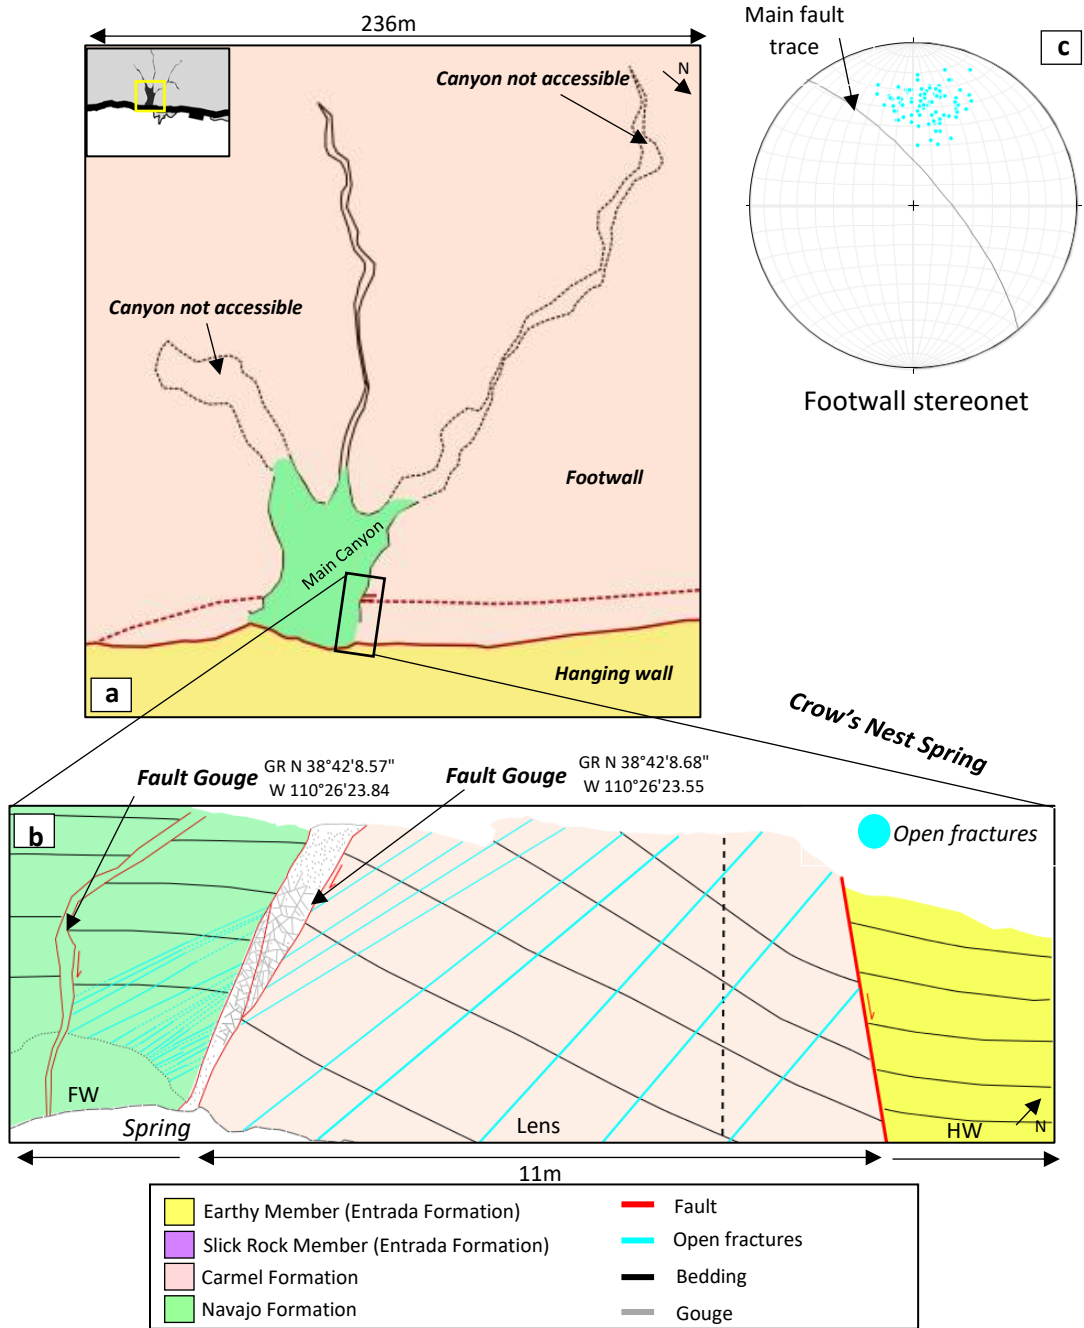 236m
Canyon not accessible
N
Canyon not accessible
Footwall
Main Canyon
Hanging wall
a
Main fault
trace
c
Footwall stereonet
Crow's Nest Spring
Fault Gouge
GR N 38°42'8.57"
W 110°26'23.84
Fault Gouge
GR N 38°42'8.68"
W 110°26'23.55
b
Open fractures
FW
Spring
Lens
HW
N
11m
Earthy Member (Entrada Formation)
Slick Rock Member (Entrada Formation)
Carmel Formation
Navajo Formation
Fault
Open fractures
Bedding
Gouge